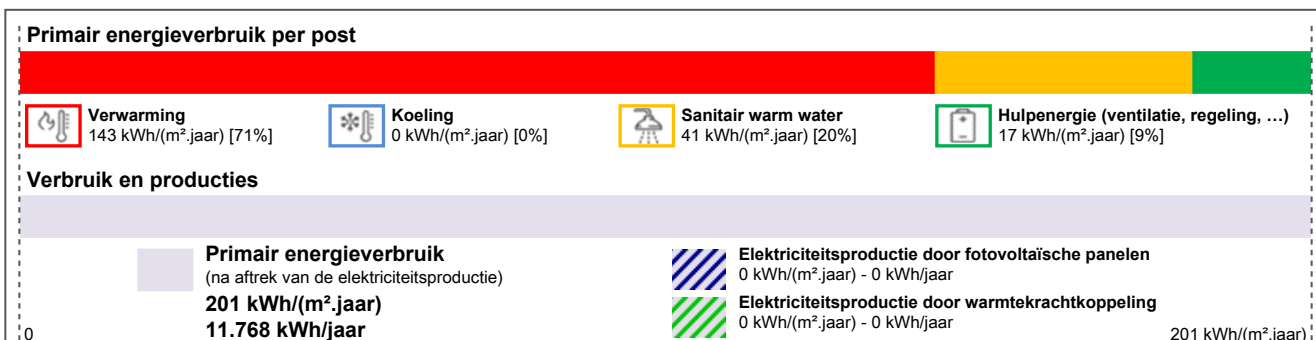 Primair energieverbruik per post
Verwarming
143 kWh/(m².jaar) [71%]
Koeling
0 kWh/(m².jaar) [0%]
Sanitair warm water
41 kWh/(m².jaar) [20%]
Hulpenergie (ventilatie, regeling, …)
17 kWh/(m².jaar) [9%]
Verbruik en producties
Primair energieverbruik
(na aftrek van de elektriciteitsproductie)
201 kWh/(m².jaar)
11.768 kWh/jaar
Elektriciteitsproductie door fotovoltaïsche panelen
0 kWh/(m².jaar) - 0 kWh/jaar
Elektriciteitsproductie door warmtekrachtkoppeling
0 kWh/(m².jaar) - 0 kWh/jaar
0
201 kWh/(m².jaar)